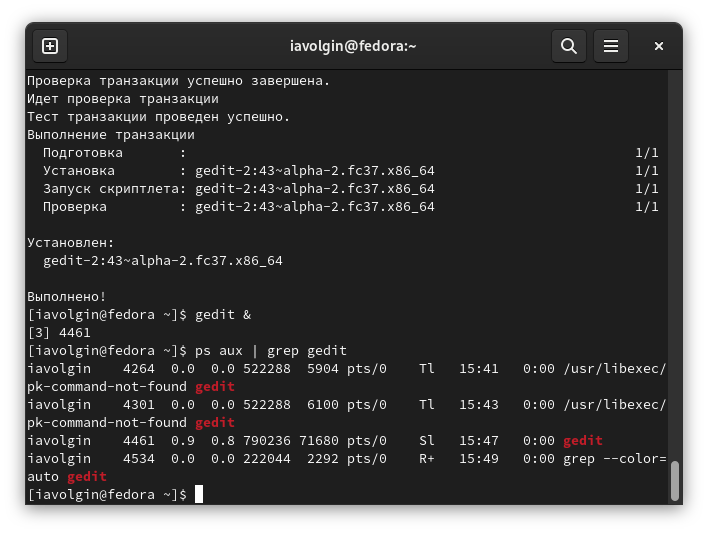 iavolgin@fedora:~
Проверка транзакции успешно завершена.
Идет проверка транзакции
Тест транзакции проведен успешно.
Выполнение транзакции
  Подготовка       :                                                        1/1
  Установка        : gedit-2:43~alpha-2.fc37.x86_64                         1/1
  Запуск скриптлета: gedit-2:43~alpha-2.fc37.x86_64                         1/1
  Проверка         : gedit-2:43~alpha-2.fc37.x86_64                         1/1
Установлен:
  gedit-2:43~alpha-2.fc37.x86_64
Выполнено!
[iavolgin@fedora ~]$ gedit &
[3] 4461
[iavolgin@fedora ~]$ ps aux | grep gedit
iavolgin    4264  0.0  0.0 522288  5904 pts/0    Tl   15:41   0:00 /usr/libexec/
pk-command-not-found gedit
iavolgin    4301  0.0  0.0 522288  6100 pts/0    Tl   15:43   0:00 /usr/libexec/
pk-command-not-found gedit
iavolgin    4461  0.9  0.8 790236 71680 pts/0    Sl   15:47   0:00 gedit
iavolgin    4534  0.0  0.0 222044  2292 pts/0    R+   15:49   0:00 grep --color=
auto gedit
[iavolgin@fedora ~]$